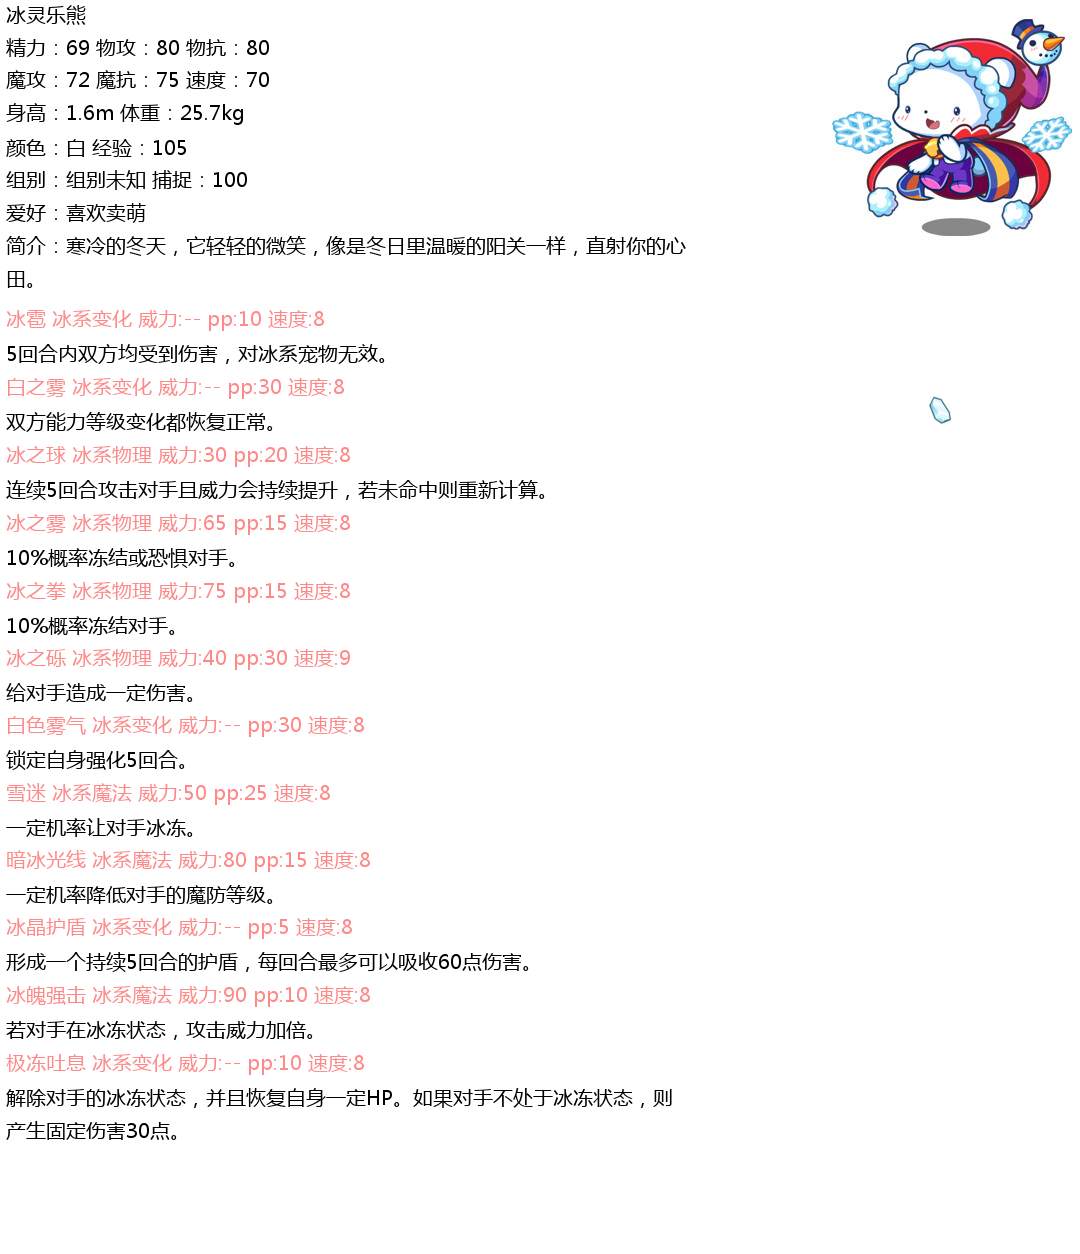 冰灵乐熊
精力：69 物攻：80 物抗：80
魔攻：72 魔抗：75 速度：70
身高：1.6m 体重：25.7kg
颜色：白 经验：105
组别：组别未知 捕捉：100
爱好：喜欢卖萌
简介：寒冷的冬天，它轻轻的微笑，像是冬日里温暖的阳关一样，直射你的心
田。
冰雹 冰系变化 威力:-- pp:10 速度:8
5回合内双方均受到伤害，对冰系宠物无效。
白之雾 冰系变化 威力:-- pp:30 速度:8
双方能力等级变化都恢复正常。
冰之球 冰系物理 威力:30 pp:20 速度:8
连续5回合攻击对手且威力会持续提升，若未命中则重新计算。
冰之雾 冰系物理 威力:65 pp:15 速度:8
10%概率冻结或恐惧对手。
冰之拳 冰系物理 威力:75 pp:15 速度:8
10%概率冻结对手。
冰之砾 冰系物理 威力:40 pp:30 速度:9
给对手造成一定伤害。
白色雾气 冰系变化 威力:-- pp:30 速度:8
锁定自身强化5回合。
雪迷 冰系魔法 威力:50 pp:25 速度:8
一定机率让对手冰冻。
暗冰光线 冰系魔法 威力:80 pp:15 速度:8
一定机率降低对手的魔防等级。
冰晶护盾 冰系变化 威力:-- pp:5 速度:8
形成一个持续5回合的护盾，每回合最多可以吸收60点伤害。
冰魄强击 冰系魔法 威力:90 pp:10 速度:8
若对手在冰冻状态，攻击威力加倍。
极冻吐息 冰系变化 威力:-- pp:10 速度:8
解除对手的冰冻状态，并且恢复自身一定HP。如果对手不处于冰冻状态，则
产生固定伤害30点。